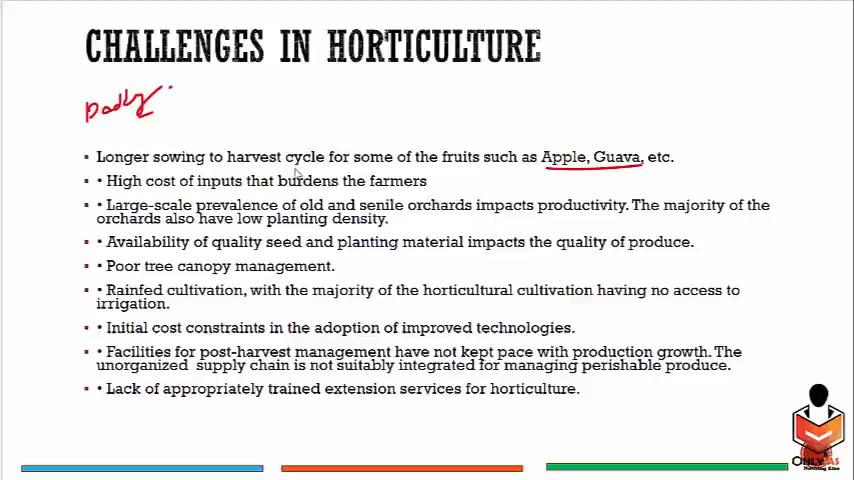 CHALLENGES IN HORTICULTURE
▪ Longer sowing to harvest cycle for some of the fruits such as Apple, Guava, etc.
▪ • High cost of inputs that burdens the farmers
▪ • Large-scale prevalence of old and senile orchards impacts productivity. The majority of the
orchards also have low planting density.
▪ • Availability of quality seed and planting material impacts the quality of produce.
▪ • Poor tree canopy management.
▪ • Rainfed cultivation, with the majority of the horticultural cultivation having no access to
irrigation.
▪ • Initial cost constraints in the adoption of improved technologies.
▪ • Facilities for post-harvest management have not kept pace with production growth. The
unorganized supply chain is not suitably integrated for managing perishable produce.
▪ • Lack of appropriately trained extension services for horticulture.
ONLY IAS
Nothing Else